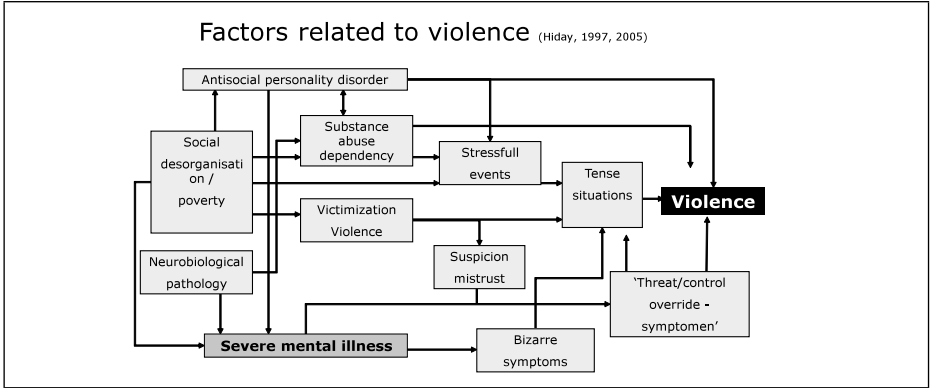 Factors related to violence (Hiday, 1997, 2005)
Antisocial personality disorder
Substance
abuse
dependency
Social
desorganisati
on /
poverty
Stressfull
events
Tense
situations
Violence
Victimization
Violence
Suspicion
mistrust
Neurobiological
pathology
‘Threat/control
override -
symptomen’
Severe mental illness
Bizarre
symptoms